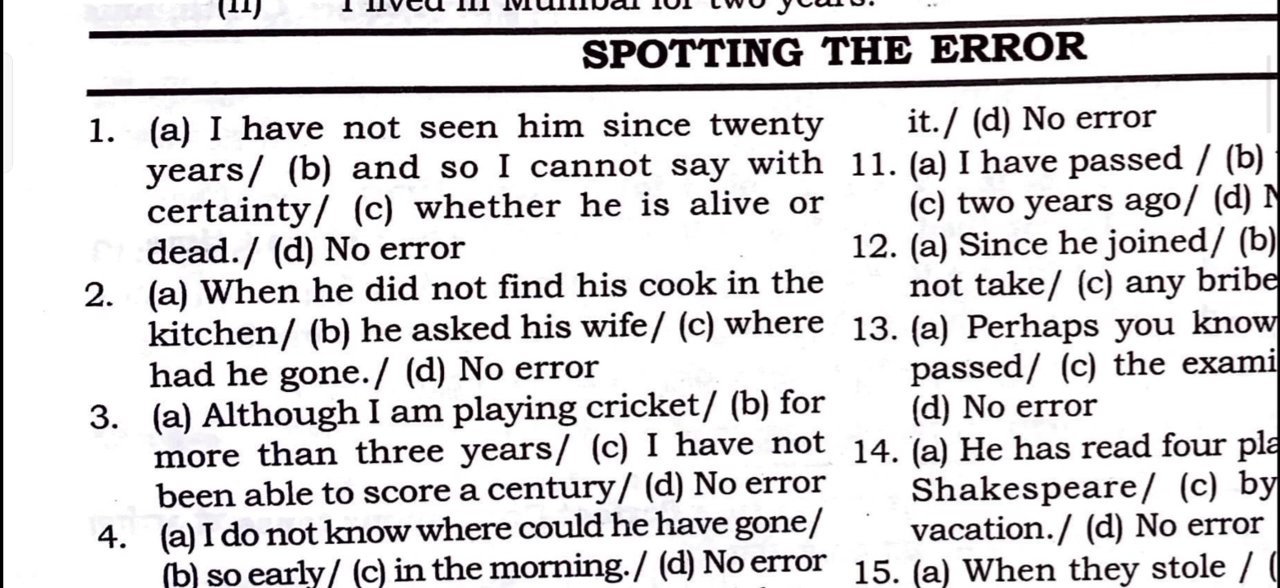 (ii) I lived in Mumbai for two years.
SPOTTING THE ERROR
1. (a) I have not seen him since twenty
years/ (b) and so I cannot say with
certainty/ (c) whether he is alive or
dead./ (d) No error
2. (a) When he did not find his cook in the
kitchen/ (b) he asked his wife/ (c) where
had he gone./ (d) No error
3. (a) Although I am playing cricket/ (b) for
more than three years/ (c) I have not
been able to score a century/ (d) No error
4. (a) I do not know where could he have gone/
(b) so early/ (c) in the morning./ (d) No error
it./ (d) No error
11. (a) I have passed / (b)
(c) two years ago/ (d)
12. (a) Since he joined/ (b)
not take/ (c) any bribe
13. (a) Perhaps you know
passed/ (c) the exami
(d) No error
14. (a) He has read four pla
Shakespeare/ (c) by
vacation./ (d) No error
15. (a) When they stole / (